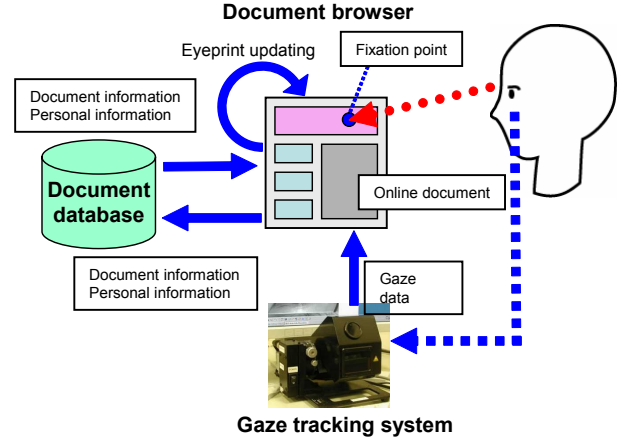 Document browser
Eyeprint updating
Fixation point
Document information
Personal information
Document
database
Online document
Document information
Personal information
Gaze
data
Gaze tracking system